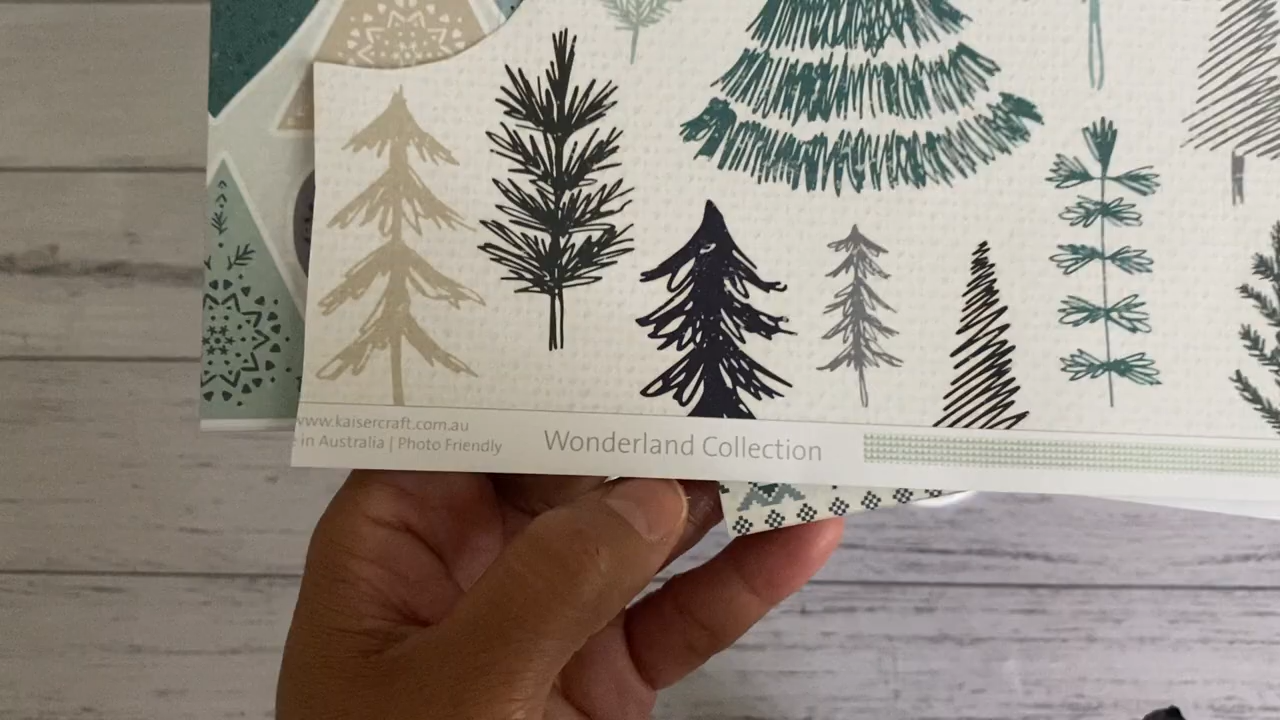 www.kaisercraft.com.au
in Australia | Photo Friendly
Wonderland Collection